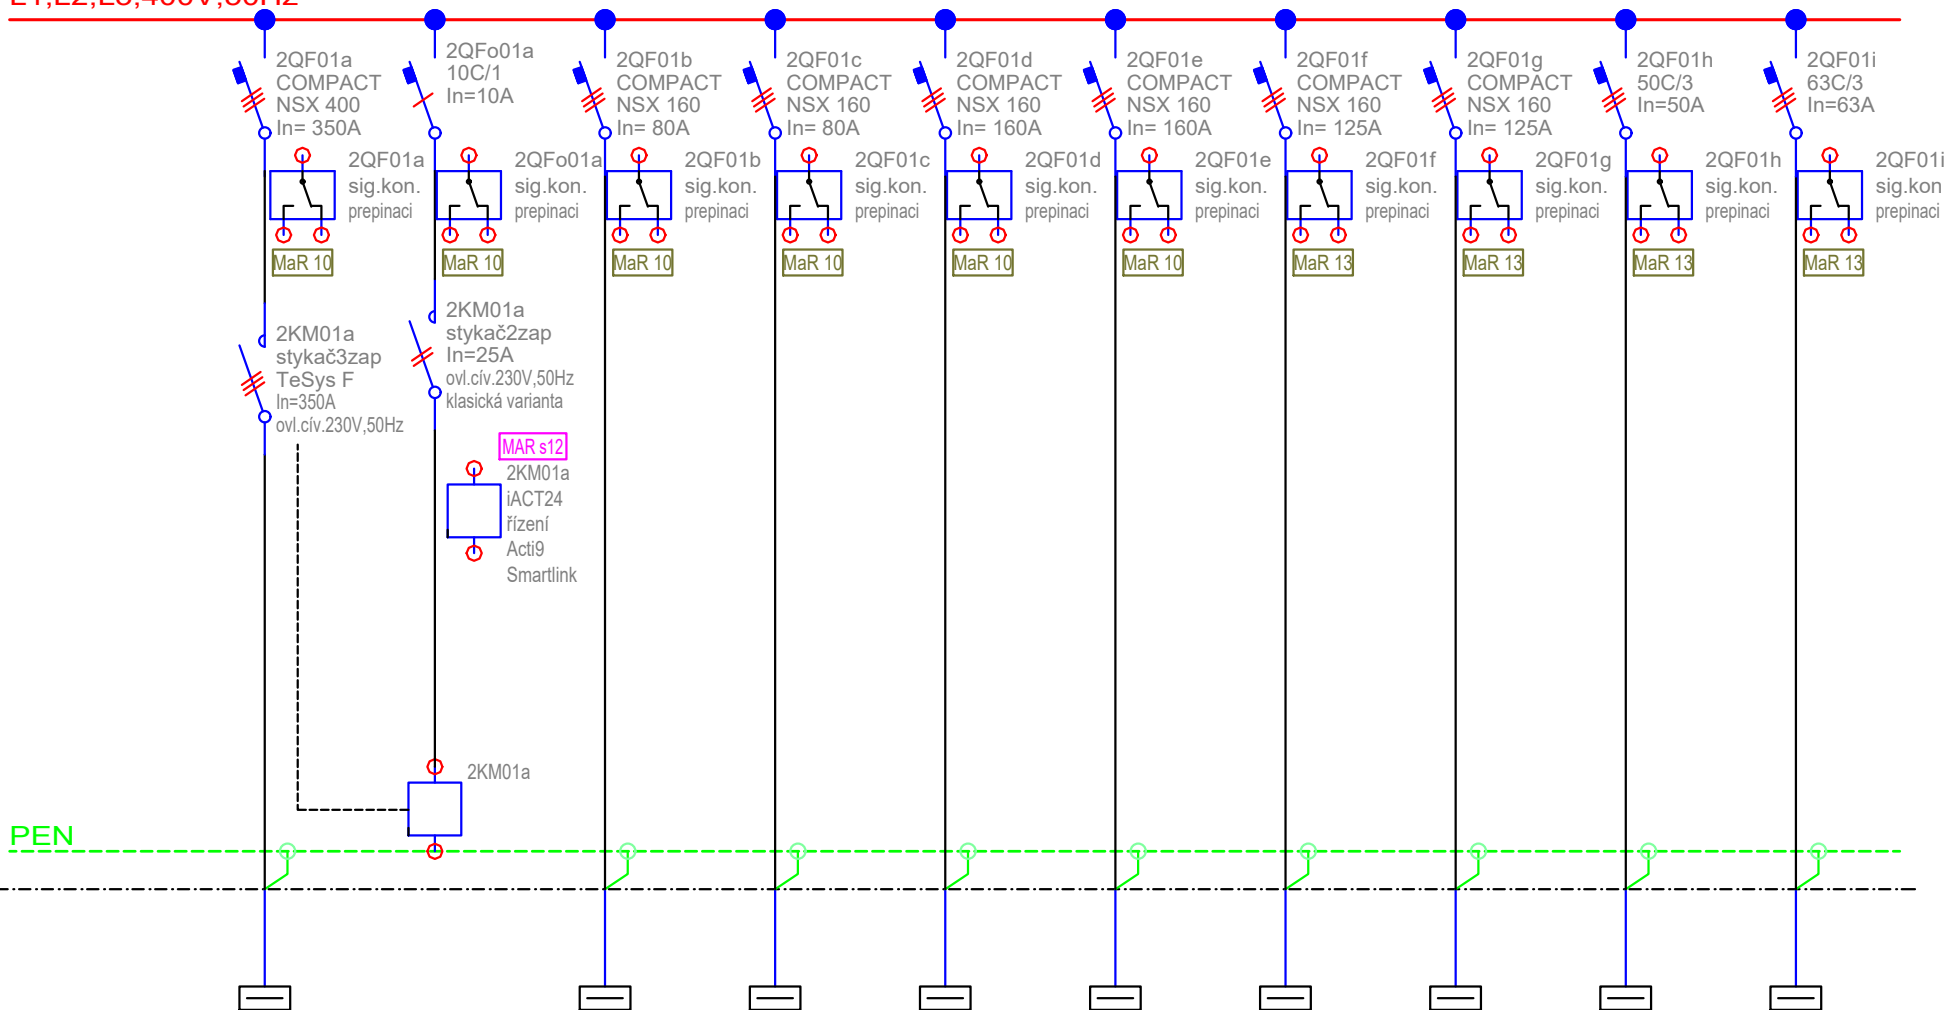 L1,L2,L3,400V,50Hz
2QF01a
COMPACT
NSX 400
In= 350A
2QFo01a
10C/1
In=10A
2QF01b
COMPACT
NSX 160
In= 80A
2QF01c
COMPACT
NSX 160
In= 80A
2QF01d
COMPACT
NSX 160
In= 160A
2QF01e
COMPACT
NSX 160
In= 160A
2QF01f
COMPACT
NSX 160
In= 125A
2QF01g
COMPACT
NSX 160
In= 125A
2QF01h
50C/3
In=50A
2QF01i
63C/3
In=63A
2QF01a
sig.kon.
prepinaci
MaR 10
2QFo01a
sig.kon.
prepinaci
MaR 10
2QF01b
sig.kon.
prepinaci
MaR 10
2QF01c
sig.kon.
prepinaci
MaR 10
2QF01d
sig.kon.
prepinaci
MaR 10
2QF01e
sig.kon.
prepinaci
MaR 10
2QF01f
sig.kon.
prepinaci
MaR 13
2QF01g
sig.kon.
prepinaci
MaR 13
2QF01h
sig.kon.
prepinaci
MaR 13
2QF01i
sig.kon
prepinaci
MaR 13
2KM01a
stykač3zap
TeSys F
In=350A
ovl.cív.230V,50Hz
2KM01a
stykač2zap
In=25A
ovl.cív.230V,50Hz
klasická varianta
MAR s12
2KM01a
iACT24
řízení
Acti9
Smartlink
2KM01a
PEN